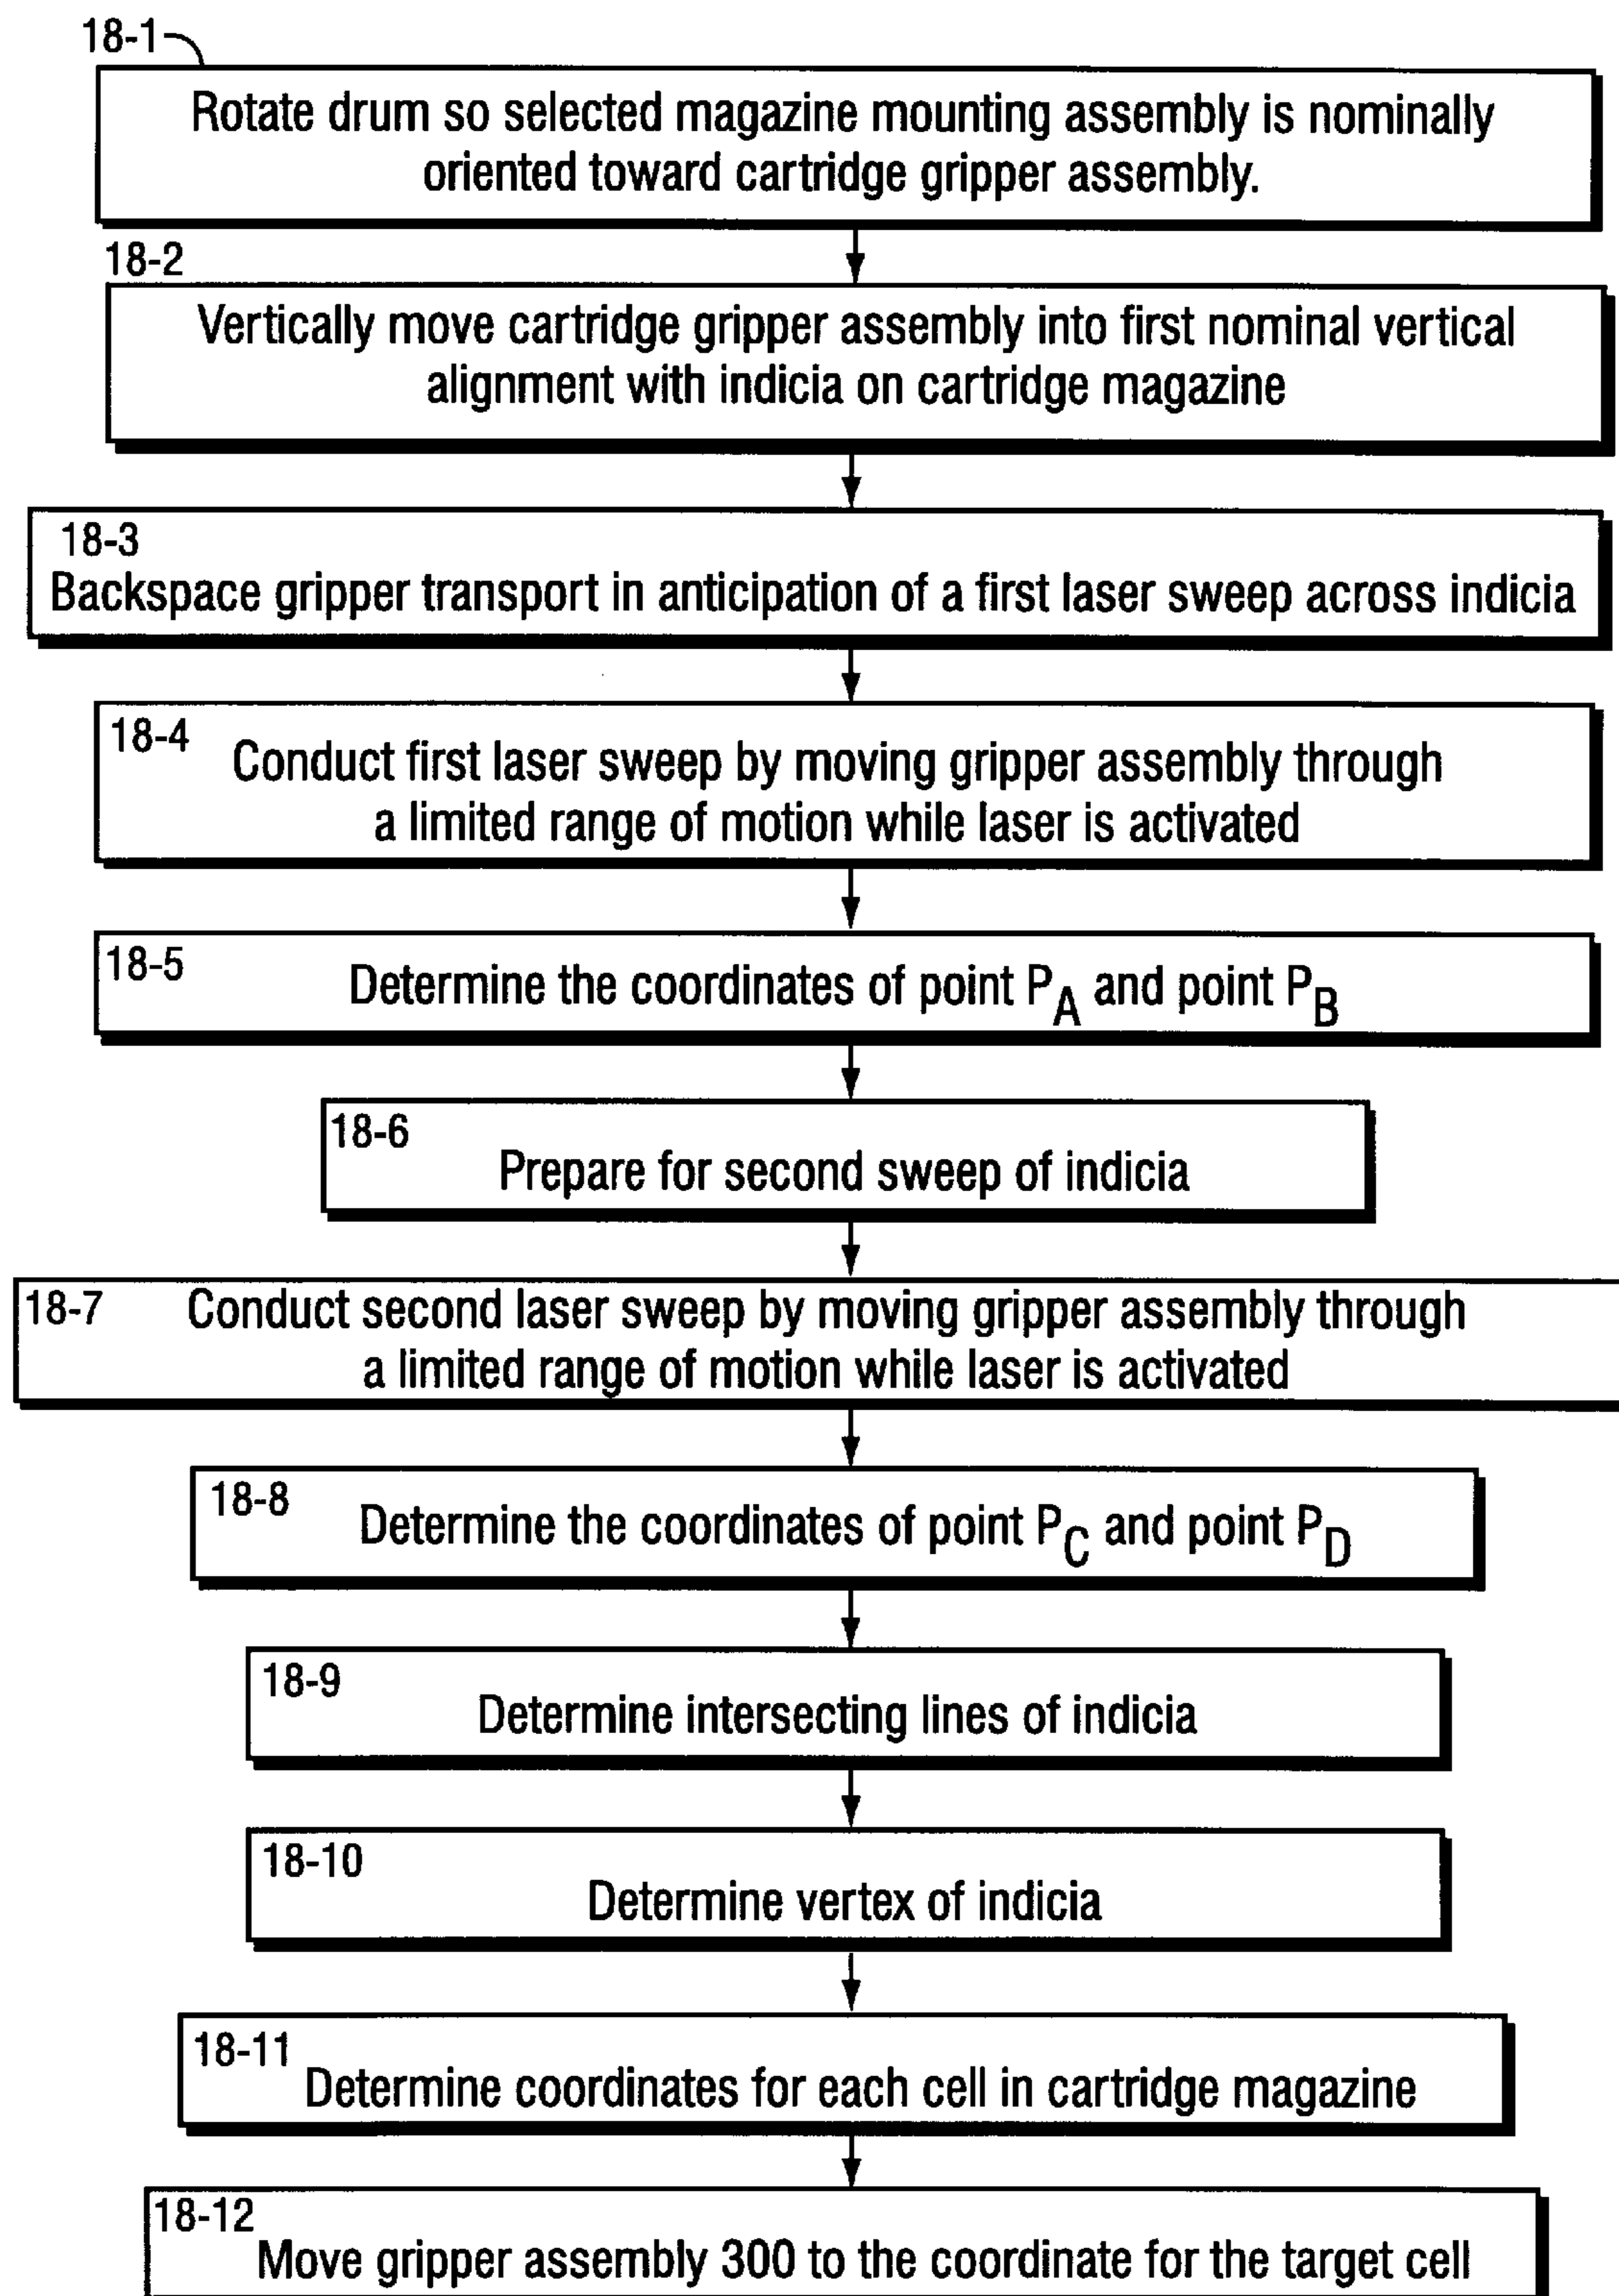 18-1
Rotate drum so selected magazine mounting assembly is nominally
oriented toward cartridge gripper assembly.
18-2
Vertically move cartridge gripper assembly into first nominal vertical
alignment with indicia on cartridge magazine
18-3
Backspace gripper transport in anticipation of a first laser sweep across indicia
18-4
Conduct first laser sweep by moving gripper assembly through
a limited range of motion while laser is activated
18-5
Determine the coordinates of point PA and point PB
18-6
Prepare for second sweep of indicia
18-7
Conduct second laser sweep by moving gripper assembly through
a limited range of motion while laser is activated
18-8
Determine the coordinates of point PC and point PD
18-9
Determine intersecting lines of indicia
18-10
Determine vertex of indicia
18-11
Determine coordinates for each cell in cartridge magazine
18-12
Move gripper assembly 300 to the coordinate for the target cell